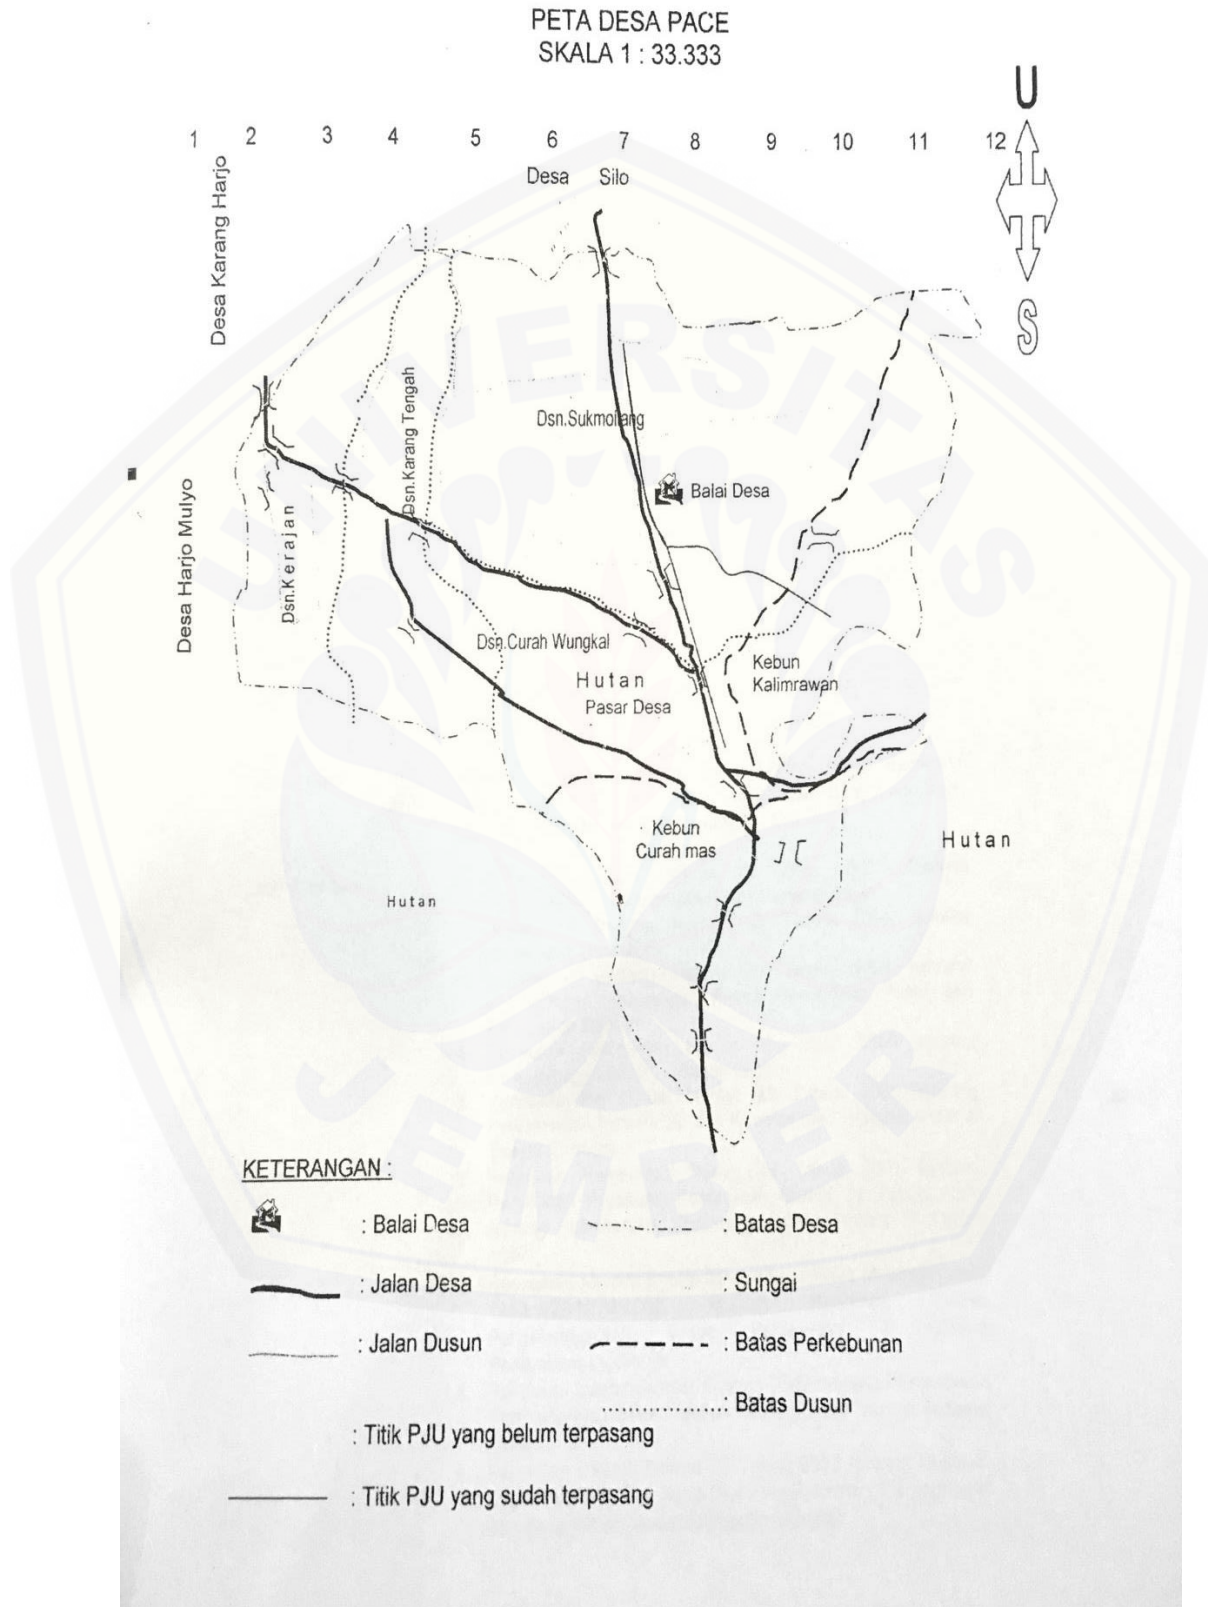 PETA DESA PACE
SKALA 1 : 33.333
U
1 2 3 4 5 6 7 8 9 10 11 12
Desa Silo
Desa Karang Harjo
S
Dsn.Karang Tengah
Dsn.Sukmoilang
Balai Desa
Desa Harjo Mulyo
Dsn.Kerajan
Dsn.Curah Wungkal
Hutan
Pasar Desa
Kebun
Kalimrawan
Kebun
Curah mas
Hutan
Hutan
KETERANGAN :
: Balai Desa
: Batas Desa
: Jalan Desa
: Sungai
: Jalan Dusun
: Batas Perkebunan
: Batas Dusun
: Titik PJU yang belum terpasang
: Titik PJU yang sudah terpasang
UNIVERSITAS
JEMBER